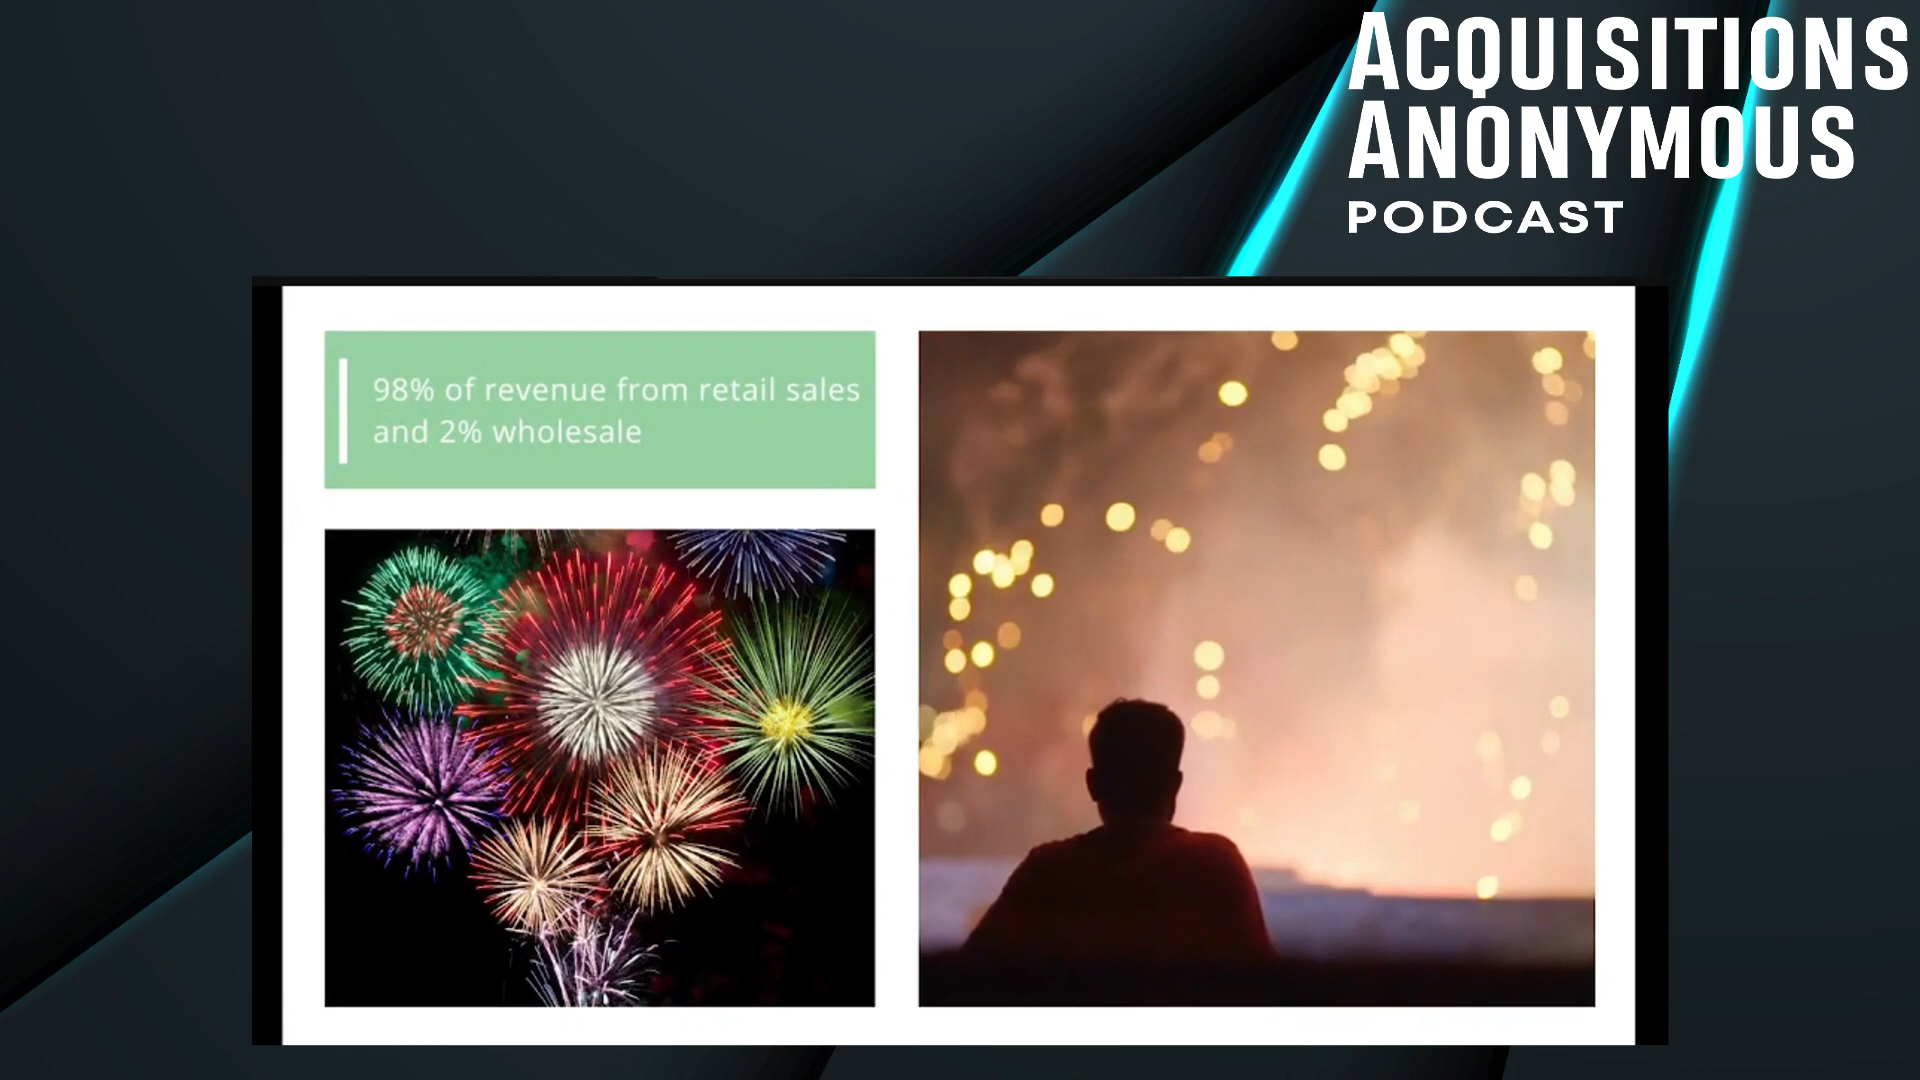 ACQUISITIONS
ANONYMOUS
PODCAST
98% of revenue from retail sales
and 2% wholesale